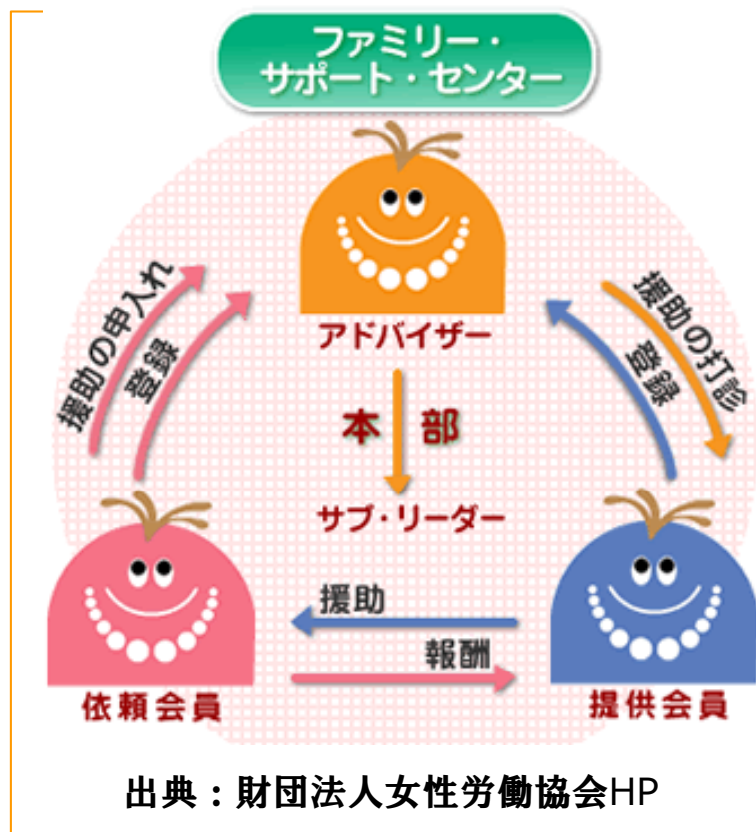 ファミリー・
サポート・センター
アドバイザー
援助の申入れ
登録
援助の打診
登録
本部
サブ・リーダー
援助
報酬
依頼会員
提供会員
出典：財団法人女性労働協会HP